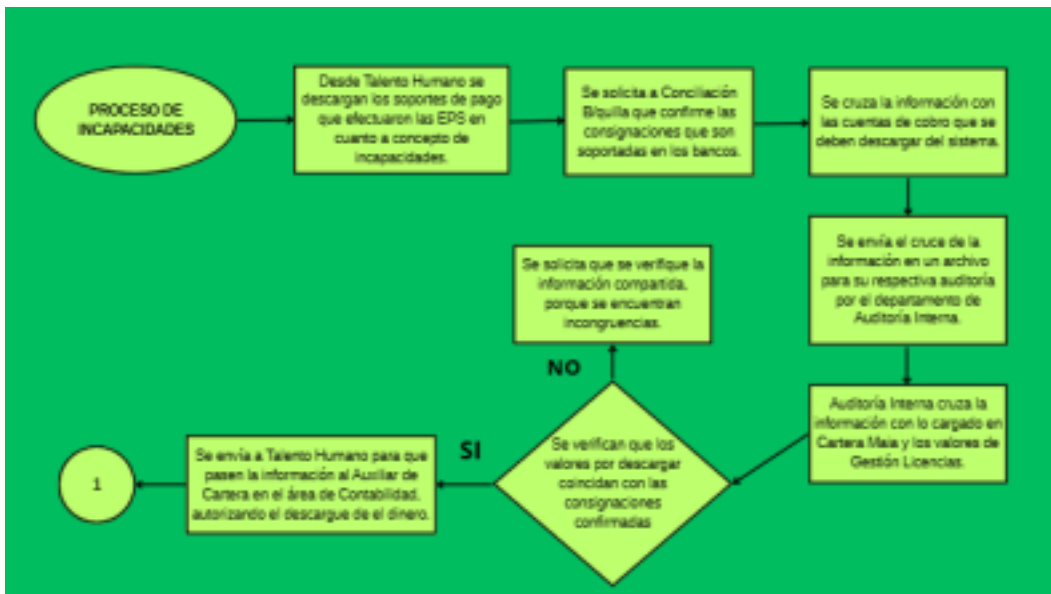 PROCESO DE
INCAPACIDADES
Desde Talento Humano se
descargan los soportes de pago
que efectuaron las EPS en
cuanto a concepto de
incapacidades.
Se solicita a Conciliación
B/quilla que confirme las
consignaciones que son
soportadas en los bancos.
Se cruza la información con
las cuentas de cobro que se
deben descargar del sistema.
Se envía el cruce de la
información en un archivo
para su respectiva auditoría
por el departamento de
Auditoría Interna.
Auditoría Interna cruza la
información con lo cargado en
Cartera Maia y los valores de
Gestión Licencias.
Se verifican que los
valores por descargar
coincidan con las
consignaciones
confirmadas
NO
Se solicita que se verifique la
información compartida,
porque se encuentran
incongruencias.
SI
Se envía a Talento Humano para que
pasen la información al Auxiliar de
Cartera en el área de Contabilidad,
autorizando el descargue de el dinero.
1